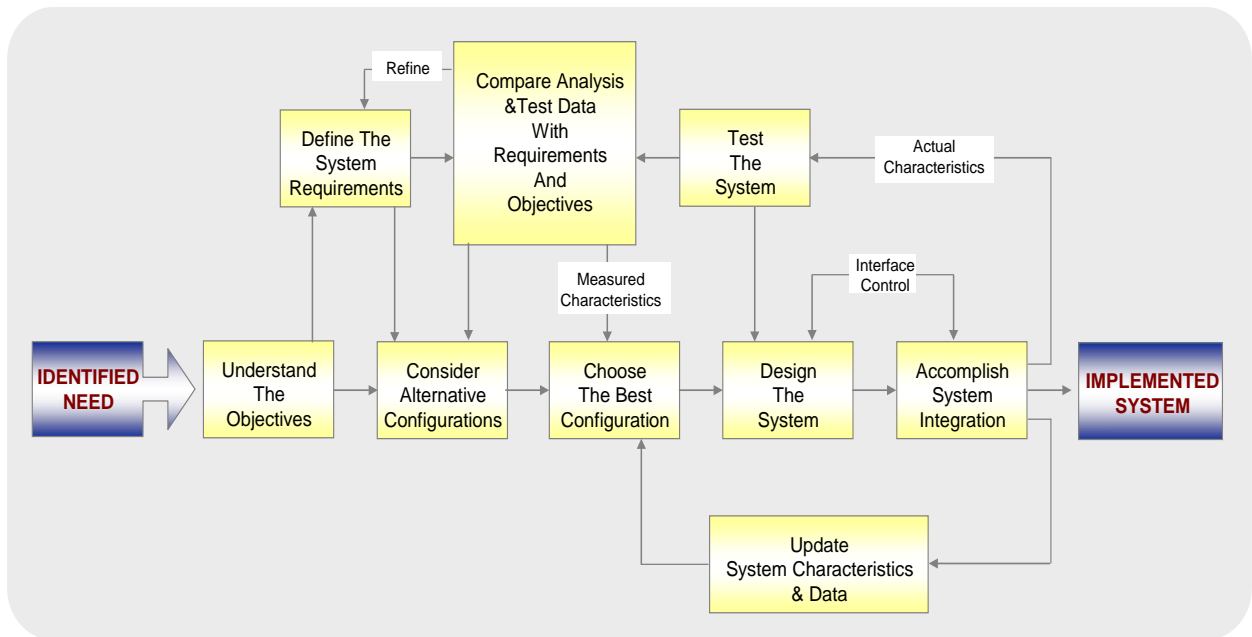 Refine
Compare Analysis
&Test Data
With
Requirements
And
Objectives
Define The
System
Requirements
Test
The
System
Actual
Characteristics
Measured
Characteristics
Interface
Control
IDENTIFIED
NEED
Understand
The
Objectives
Consider
Alternative
Configurations
Choose
The Best
Configuration
Design
The
System
Accomplish
System
Integration
IMPLEMENTED
SYSTEM
Update
System Characteristics
& Data